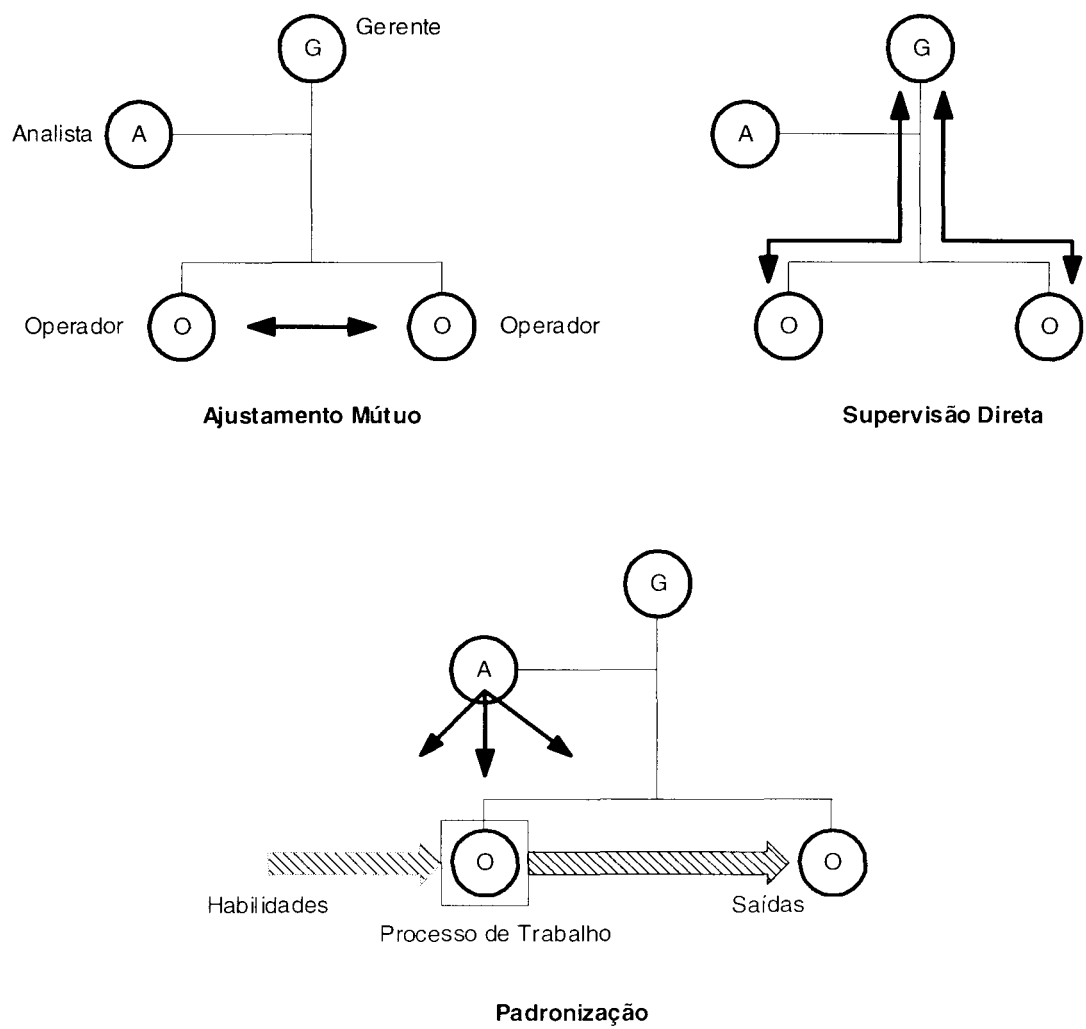 Gerente
G
G
Analista
A
A
Operador
O
O
Operador
O
O
Ajustamento Mútuo
Supervisão Direta
G
A
O
O
Habilidades
Saídas
Processo de Trabalho
Padronização